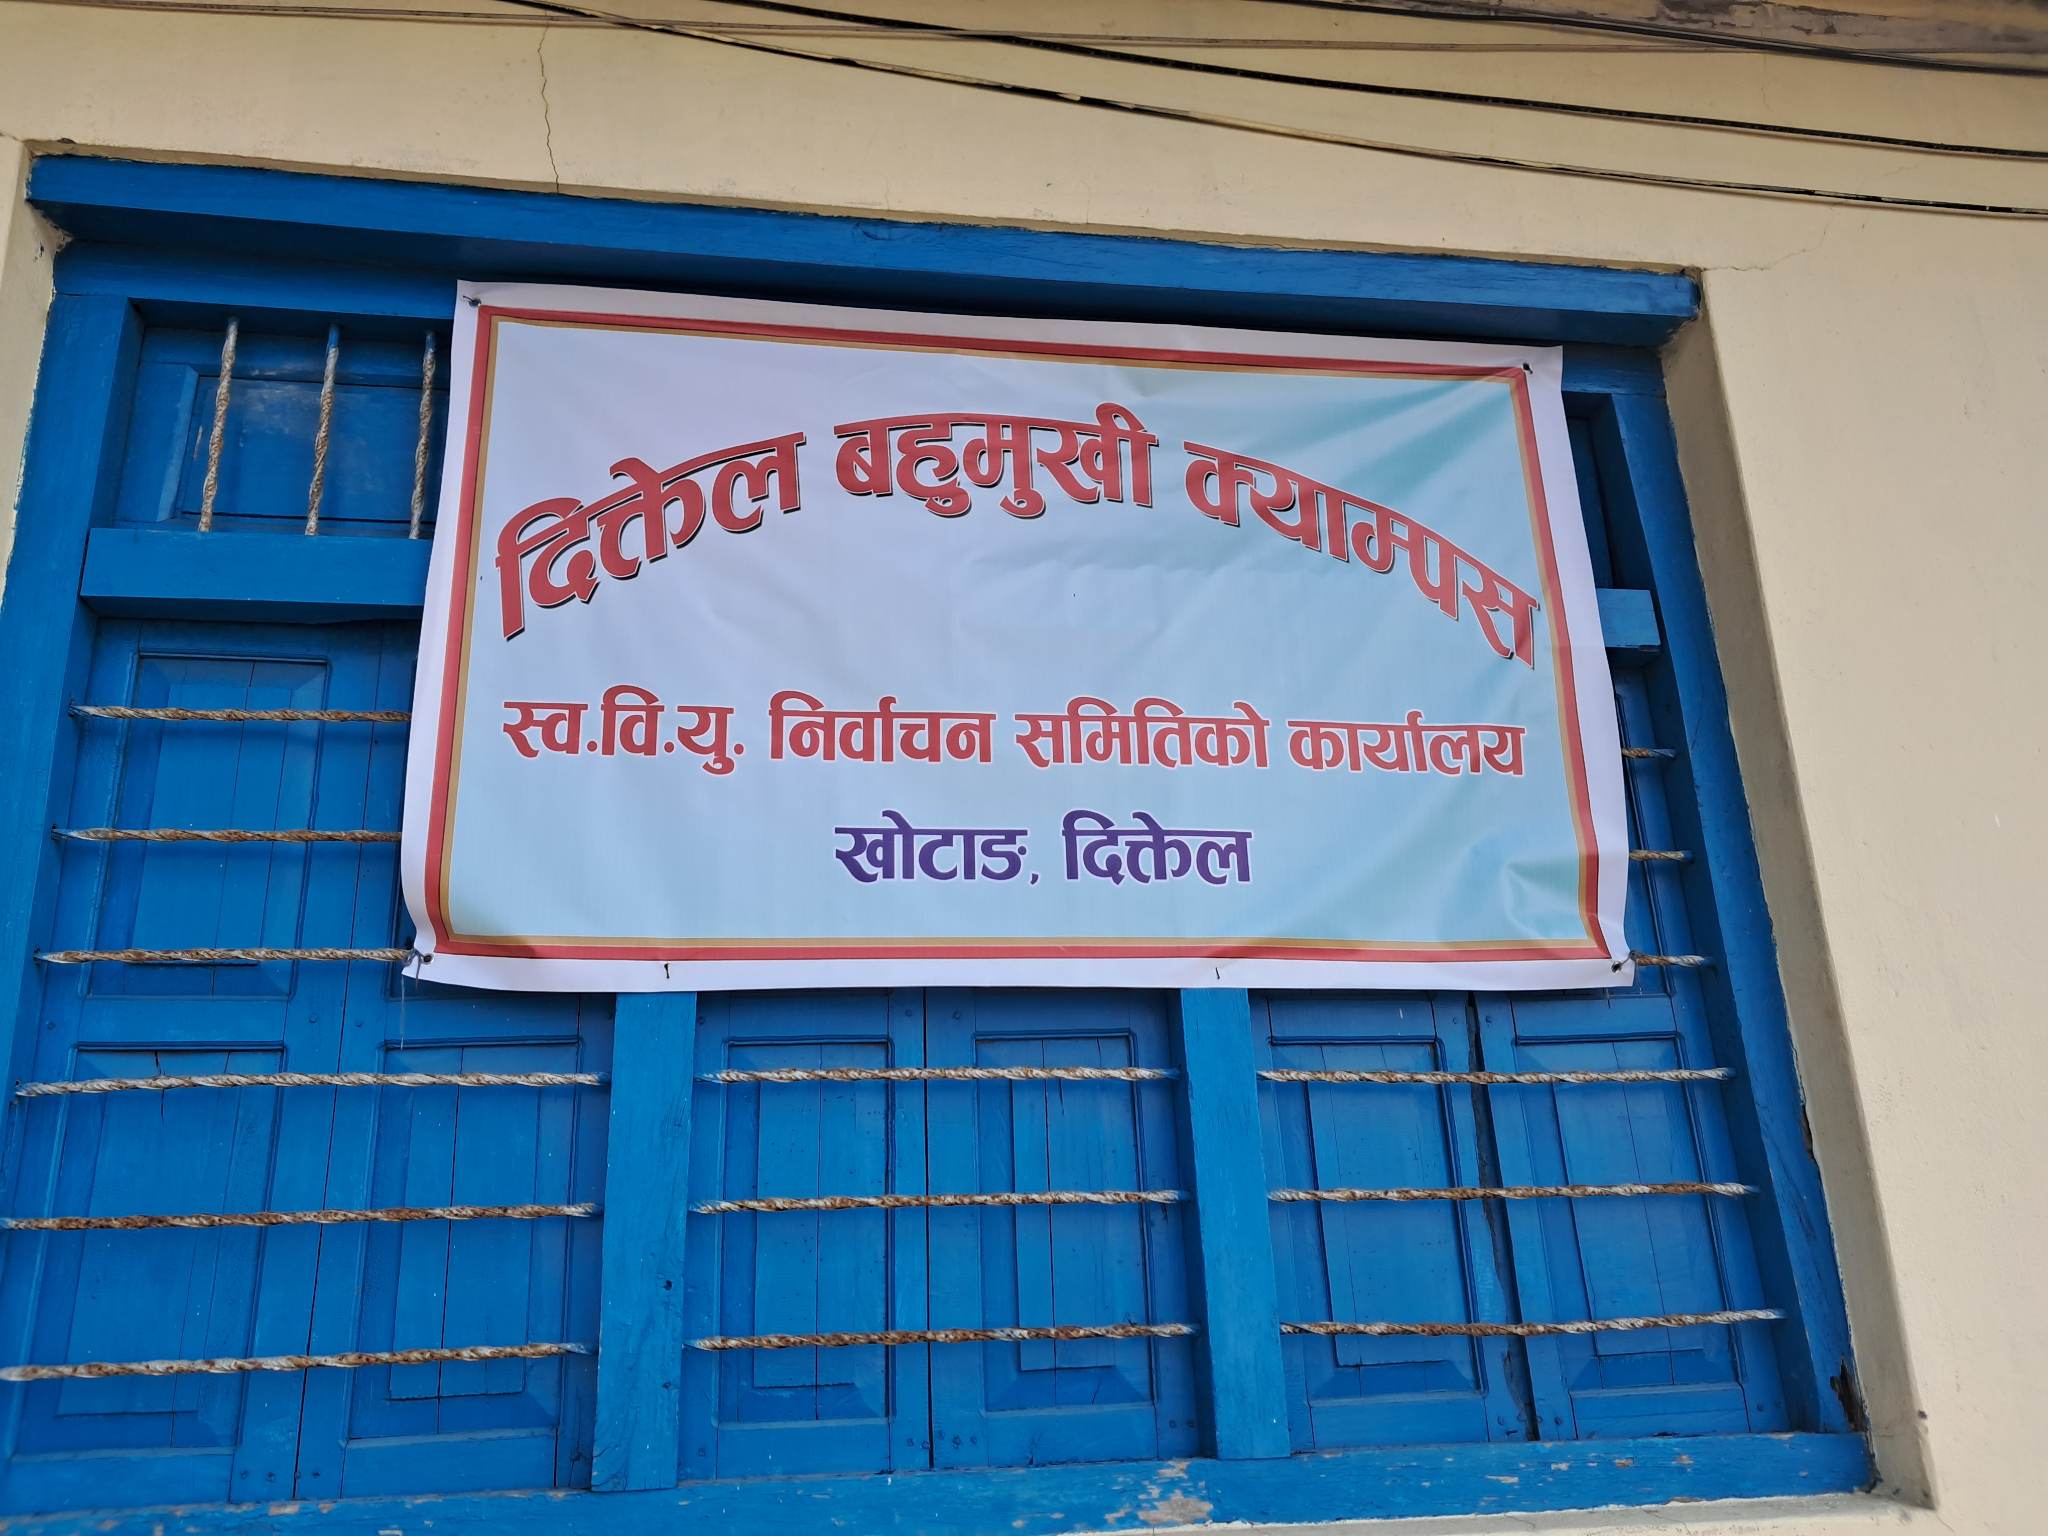 दिक्तेल बहुमुखी क्याम्पस
स्व.वि.यु. निर्वाचन समितिको कार्यालय
खोटाङ, दिक्तेल